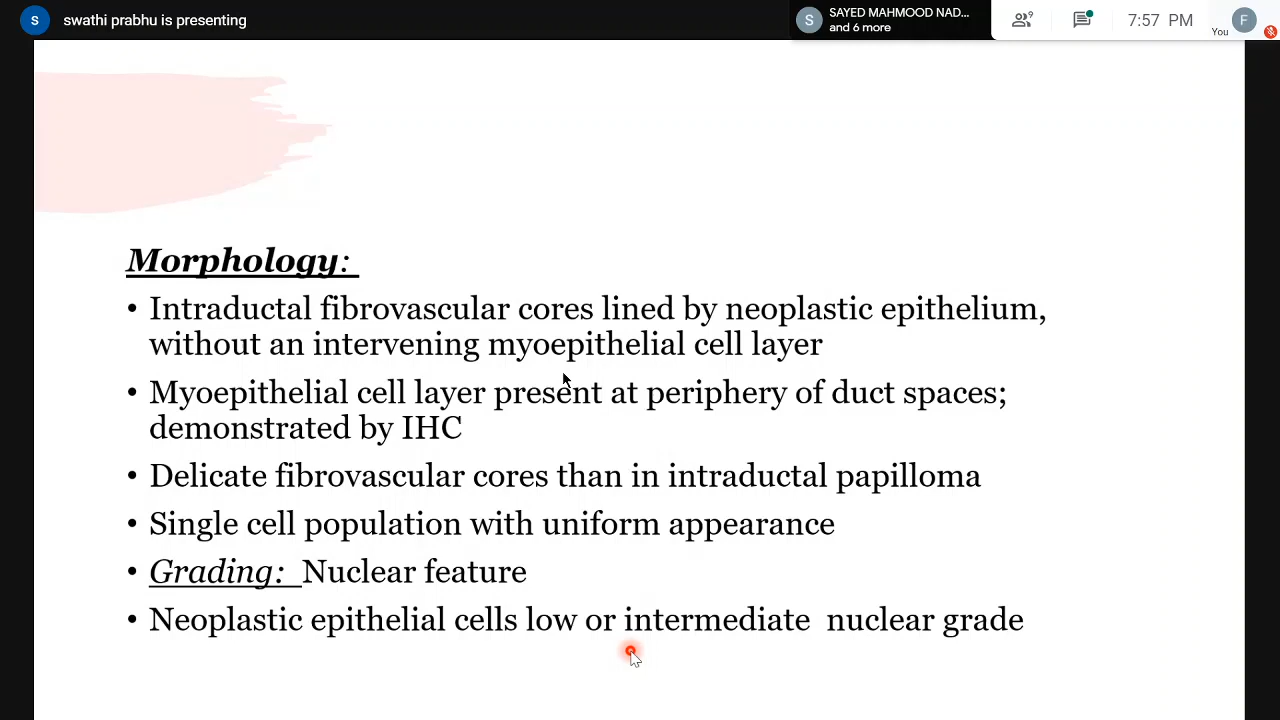 S swathi prabhu is presenting
S SAYED MAHMOOD NAD...
and 6 more
9
7:57 PM
You
F
Morphology:
• Intraductal fibrovascular cores lined by neoplastic epithelium,
without an intervening myoepithelial cell layer
• Myoepithelial cell layer present at periphery of duct spaces;
demonstrated by IHC
• Delicate fibrovascular cores than in intraductal papilloma
• Single cell population with uniform appearance
• Grading: Nuclear feature
• Neoplastic epithelial cells low or intermediate nuclear grade